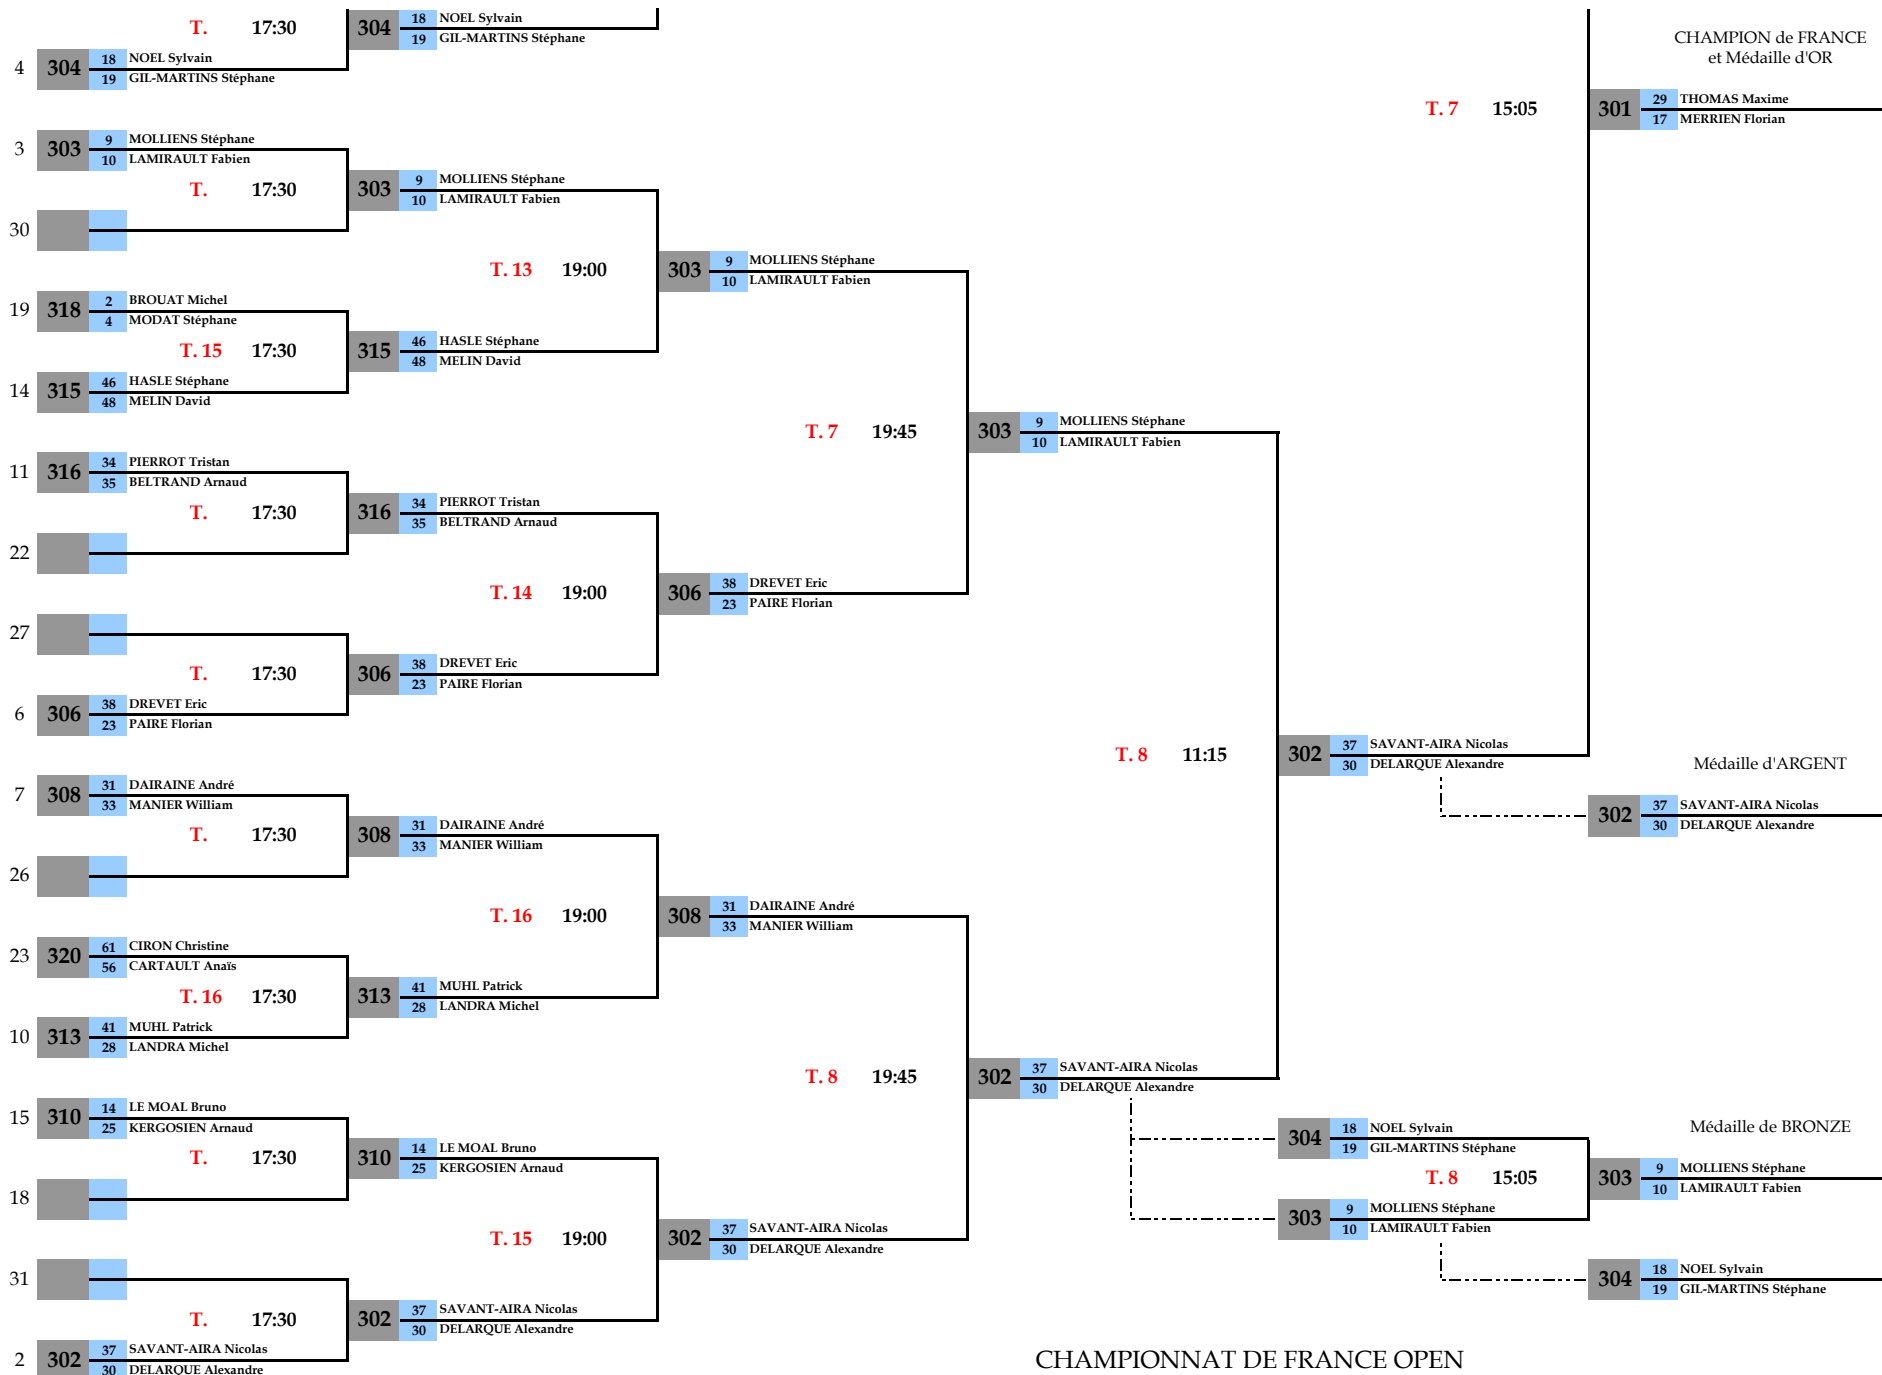 T. 17:30
304 18 NOEL Sylvain
19 GIL-MARTINS Stéphane
4 304 18 NOEL Sylvain
19 GIL-MARTINS Stéphane
CHAMPION de FRANCE
et Médaille d'OR
T. 7 15:05
301 29 THOMAS Maxime
17 MERRIEN Florian
3 303 9 MOLLIENS Stéphane
10 LAMIRAULT Fabien
T. 17:30
303 9 MOLLIENS Stéphane
10 LAMIRAULT Fabien
30
T. 13 19:00
303 9 MOLLIENS Stéphane
10 LAMIRAULT Fabien
19 318 2 BROUAT Michel
4 MODAT Stéphane
T. 15 17:30
315 46 HASLE Stéphane
48 MELIN David
14 315 46 HASLE Stéphane
48 MELIN David
T. 7 19:45
303 9 MOLLIENS Stéphane
10 LAMIRAULT Fabien
11 316 34 PIERROT Tristan
35 BELTRAND Arnaud
T. 17:30
316 34 PIERROT Tristan
35 BELTRAND Arnaud
22
T. 14 19:00
306 38 DREVET Eric
23 PAIRE Florian
27
T. 17:30
306 38 DREVET Eric
23 PAIRE Florian
6 306 38 DREVET Eric
23 PAIRE Florian
T. 8 11:15
302 37 SAVANT-AIRA Nicolas
30 DELARQUE Alexandre
Médaille d'ARGENT
302 37 SAVANT-AIRA Nicolas
30 DELARQUE Alexandre
7 308 31 DAIRAINE André
33 MANIER William
T. 17:30
308 31 DAIRAINE André
33 MANIER William
26
T. 16 19:00
308 31 DAIRAINE André
33 MANIER William
23 320 61 CIRON Christine
56 CARTAULT Anaïs
T. 16 17:30
313 41 MUHL Patrick
28 LANDRA Michel
10 313 41 MUHL Patrick
28 LANDRA Michel
T. 8 19:45
302 37 SAVANT-AIRA Nicolas
30 DELARQUE Alexandre
15 310 14 LE MOAL Bruno
25 KERGOSIEN Arnaud
T. 17:30
310 14 LE MOAL Bruno
25 KERGOSIEN Arnaud
18
304 18 NOEL Sylvain
19 GIL-MARTINS Stéphane
Médaille de BRONZE
T. 8 15:05
303 9 MOLLIENS Stéphane
10 LAMIRAULT Fabien
303 9 MOLLIENS Stéphane
10 LAMIRAULT Fabien
T. 15 19:00
302 37 SAVANT-AIRA Nicolas
30 DELARQUE Alexandre
304 18 NOEL Sylvain
19 GIL-MARTINS Stéphane
31
T. 17:30
302 37 SAVANT-AIRA Nicolas
30 DELARQUE Alexandre
2 302 37 SAVANT-AIRA Nicolas
30 DELARQUE Alexandre
CHAMPIONNAT DE FRANCE OPEN